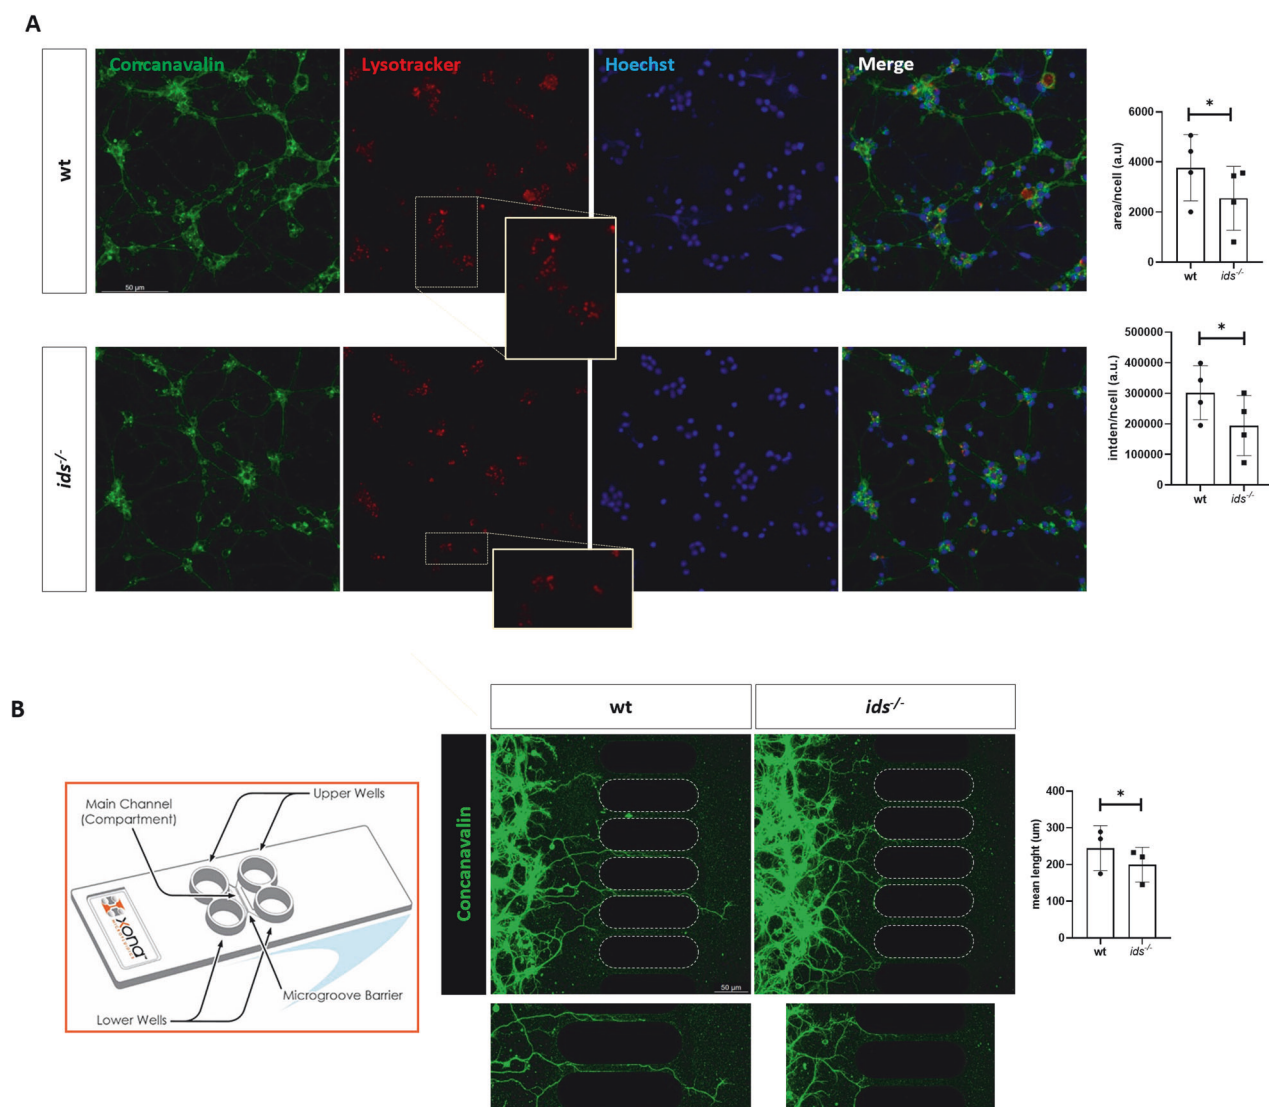 A
wt
Concanavalin
Lysotracker
Hoechst
Merge
50 µm
6000
4000
2000
0
area/ncell (a.u)
*
wt
ids-/-
ids-/-
500000
400000
300000
200000
100000
0
intden/ncell (a.u.)
*
wt
ids-/-
B
Main Channel
(Compartment)
Upper Wells
xona
Microgroove Barrier
Lower Wells
wt
ids-/-
Concanavalin
50 µm
400
300
200
100
0
mean lenght (um)
*
wt
ids-/-